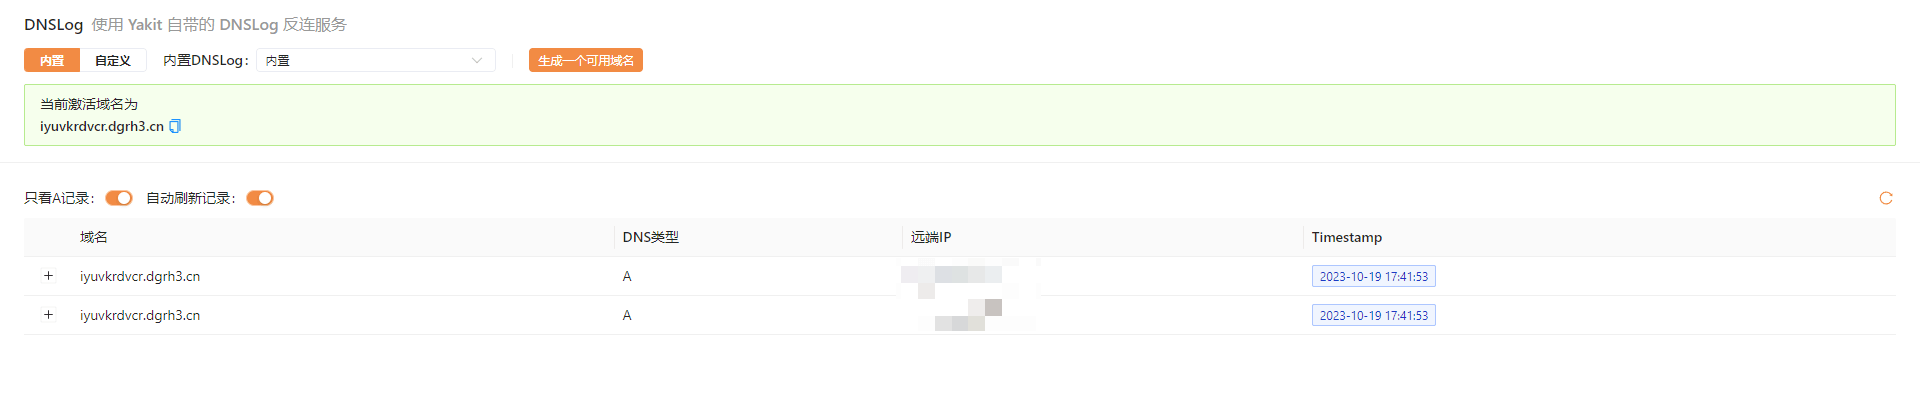 DNSLog 使用 Yakit 自带的 DNSLog 反连服务
内置 自定义 内置DNSLog： 内置 生成一个可用域名
当前激活域名为
iyuvkrdvcr.dgrh3.cn
只看A记录： 自动刷新记录：
域名 DNS类型 远端IP Timestamp
+ iyuvkrdvcr.dgrh3.cn A 2023-10-19 17:41:53
+ iyuvkrdvcr.dgrh3.cn A 2023-10-19 17:41:53